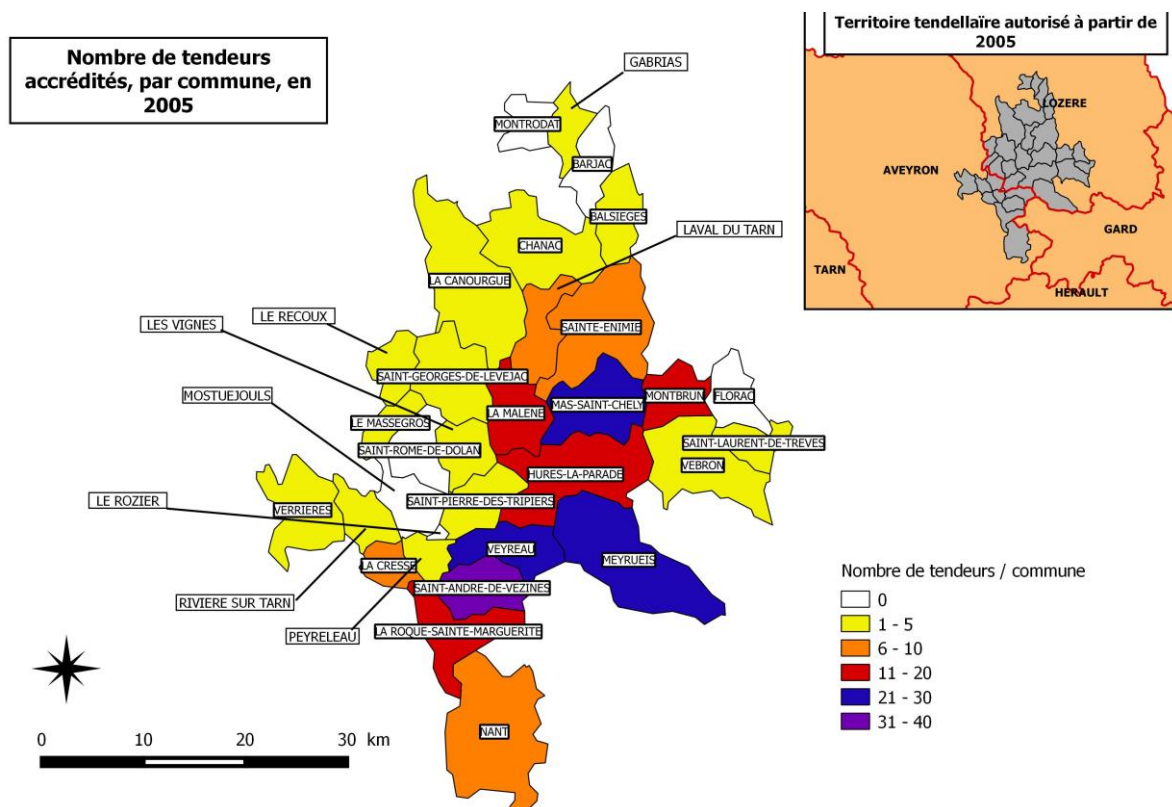 Nombre de tendeurs
accrédités, par commune, en
2005
Territoire tendellaïre autorisé à partir de
2005
LOZERE
AVEYRON
GARD
TARN
HERAULT
GABRIAS
MONTRODAT
BARJAC
BALSIEGES
LAVAL DU TARN
CHANAC
LA CANOURGUE
LE RECOUX
LES VIGNES
SAINTE-ENIMIE
SAINT-GEORGES-DE-LEVEJAC
MOSTUEJOULS
LA MALENE
MAS-SAINT-CHELY
MONTBRUN
FLORAC
LE MASSEGROS
SAINT-ROME-DE-DOLAN
SAINT-LAURENT-DE-TREVES
VEBRON
HURES-LA-PARADE
LE ROZIER
SAINT-PIERRE-DES-TRIPIERS
VERRIERES
VEYREAU
MEYRUEIS
LA CRESSE
SAINT-ANDRE-DE-VEZINES
RIVIERE SUR TARN
PEYRELEAU
LA ROQUE-SAINTE-MARGUERITE
NANT
Nombre de tendeurs / commune
0
1 - 5
6 - 10
11 - 20
21 - 30
31 - 40
0 10 20 30 km